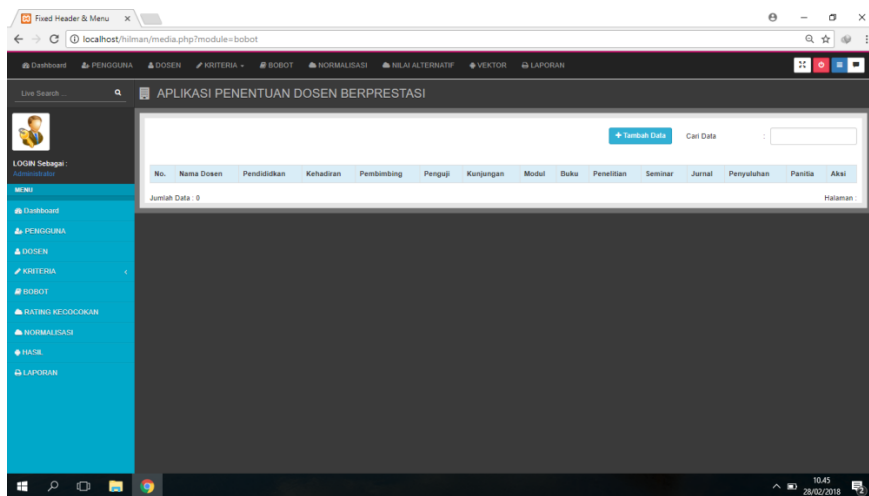 Fixed Header & Menu
localhost/hilman/media.php?module=bobot
Dashboard PENGGUNA DOSEN KRITERIA BOBOT NORMALISASI NILAI ALTERNATIF VEKTOR LAPORAN
Live Search ...
APLIKASI PENENTUAN DOSEN BERPRESTASI
+ Tambah Data Cari Data :
LOGIN Sebagai :
Administrator
No. Nama Dosen Pendididkan Kehadiran Pembimbing Penguji Kunjungan Modul Buku Penelitian Seminar Jurnal Penyuluhan Panitia Aksi
Jumlah Data : 0 Halaman :
MENU
Dashboard
PENGGUNA
DOSEN
KRITERIA
BOBOT
RATING KECOCOKAN
NORMALISASI
HASIL
LAPORAN
10.45
28/02/2018
2